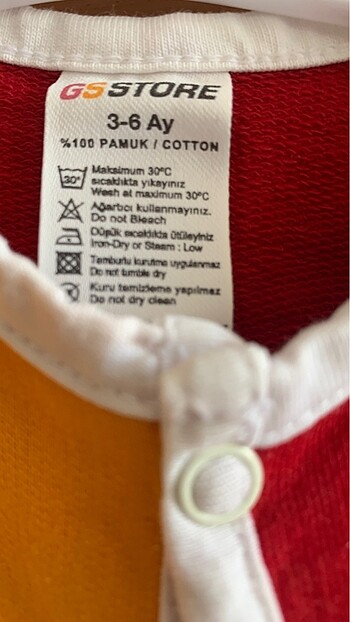 GSSTORE
3-6 Ay
%100 PAMUK / COTTON
30°
Maksimum 30°C
sıcaklıkta yıkayınız
Wash at maximum 30°C
Ağartıcı kullanmayınız.
Do not Bleach
Düşük sıcaklıkta ütüleyiniz
Iron-Dry or Steam : Low
Tamburlu kurutma uygulanmaz
Do not tumble dry
Kuru temizleme yapılmaz
Do not dry clean